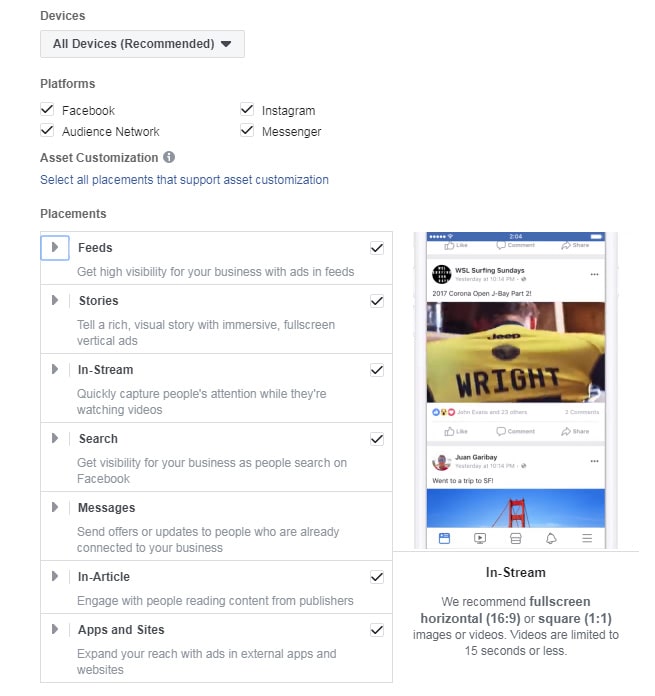 Devices
All Devices (Recommended)
Platforms
Facebook
Instagram
Audience Network
Messenger
Asset Customization
Select all placements that support asset customization
Placements
Feeds
Get high visibility for your business with ads in feeds
Stories
Tell a rich, visual story with immersive, fullscreen
vertical ads
In-Stream
Quickly capture people's attention while they're
watching videos
Search
Get visibility for your business as people search on
Facebook
Messages
Send offers or updates to people who are already
connected to your business
In-Article
Engage with people reading content from publishers
Apps and Sites
Expand your reach with ads in external apps and
websites
2:04
Like Comment Share
WSL Surfing Sundays
Yesterday at 10:14 PM
2017 Corona Open J-Bay Part 2!
Jeep
WRIGHT
John Evans and 23 others 2 Comments
Like Comment Share
Juan Garibay
Yesterday at 10:14 PM
Went to a trip to SF!
In-Stream
We recommend fullscreen
horizontal (16:9) or square (1:1)
images or videos. Videos are limited to
15 seconds or less.